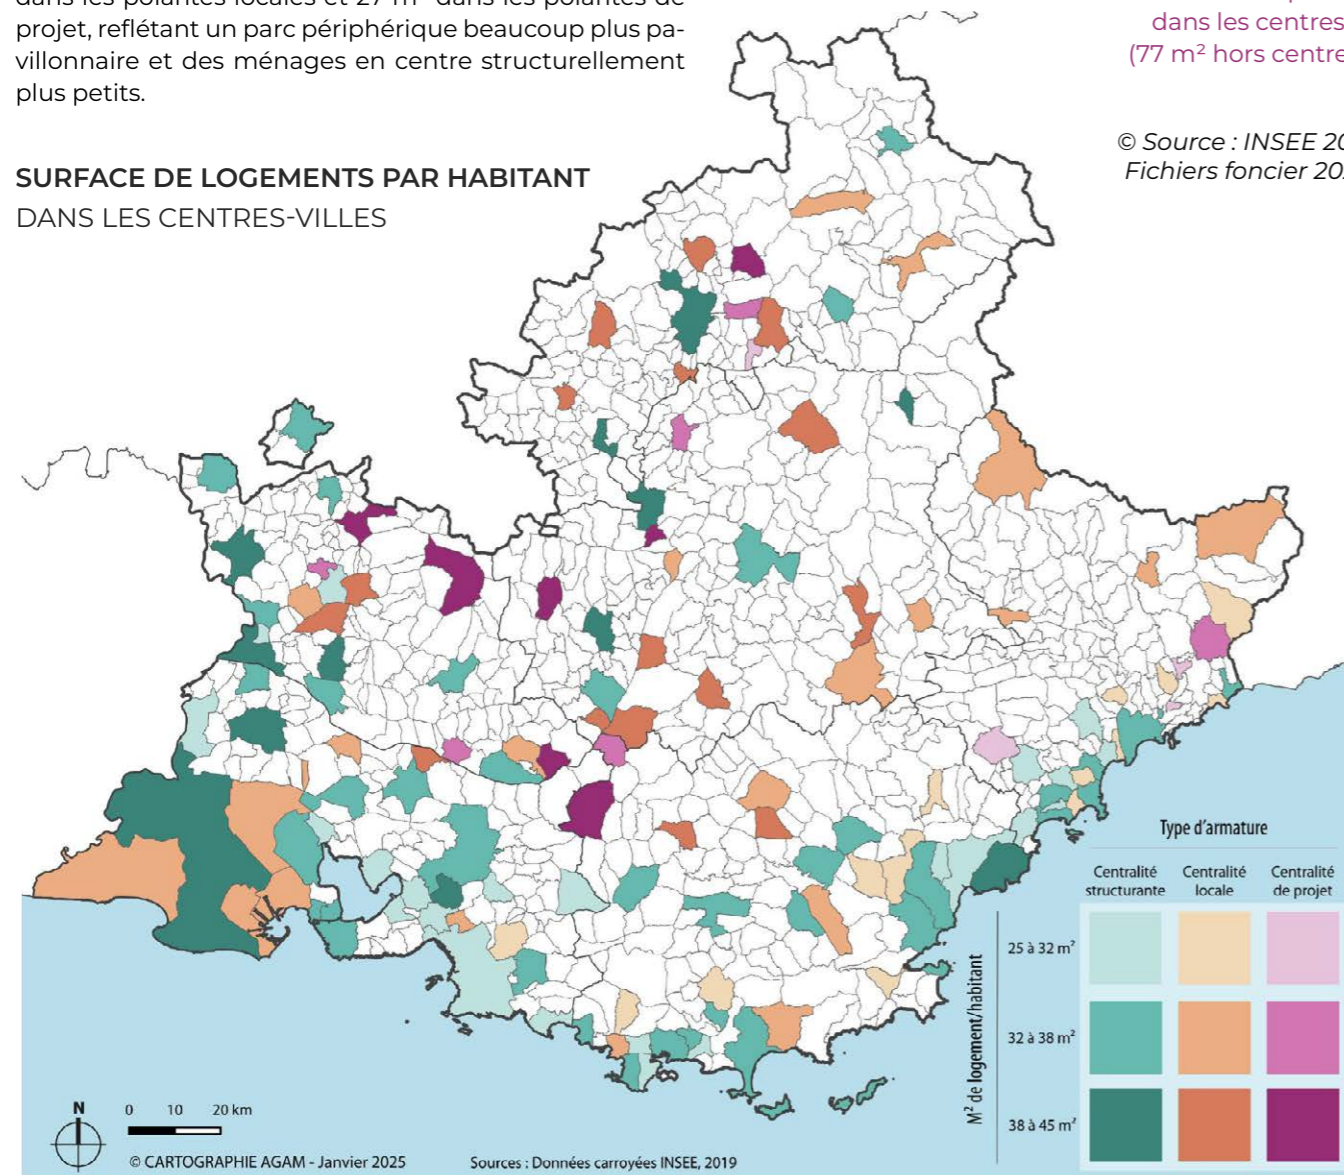 projet, reflétant un parc périphérique beaucoup plus pa-
villonnaire et des ménages en centre structurellement
plus petits.
dans les centres
(77 m² hors centre
© Source : INSEE 20
Fichiers foncier 20
SURFACE DE LOGEMENTS PAR HABITANT
DANS LES CENTRES-VILLES
Type d'armature
Centralité structurante
Centralité locale
Centralité de projet
M² de logement/habitant
25 à 32 m²
32 à 38 m²
38 à 45 m²
N
0 10 20 km
© CARTOGRAPHIE AGAM - Janvier 2025
Sources : Données carroyées INSEE, 2019